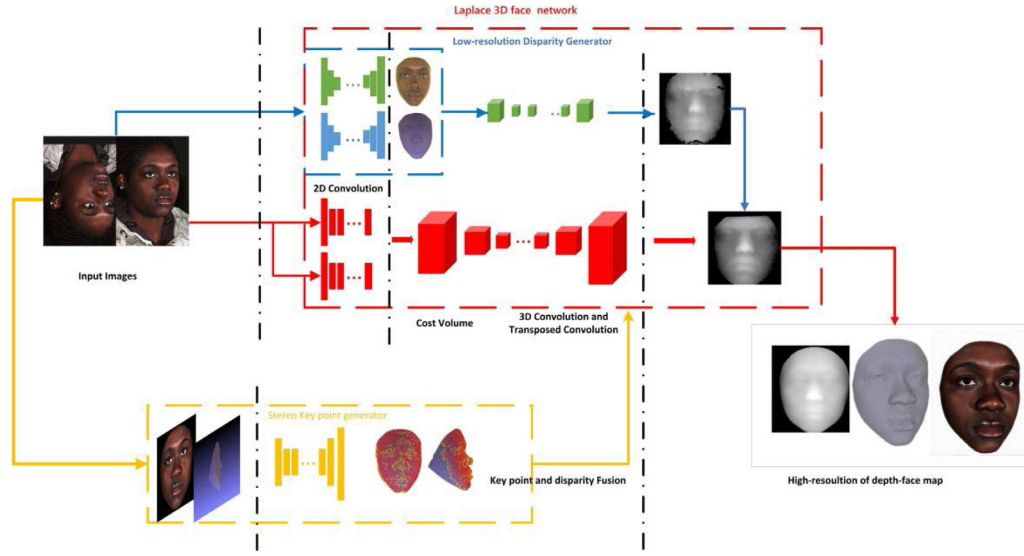 Laplace 3D face network
Low-resolution Disparity Generator
2D Convolution
Input Images
Cost Volume
3D Convolution and
Transposed Convolution
Stereo Key point generator
Key point and disparity Fusion
High-resoultion of depth-face map